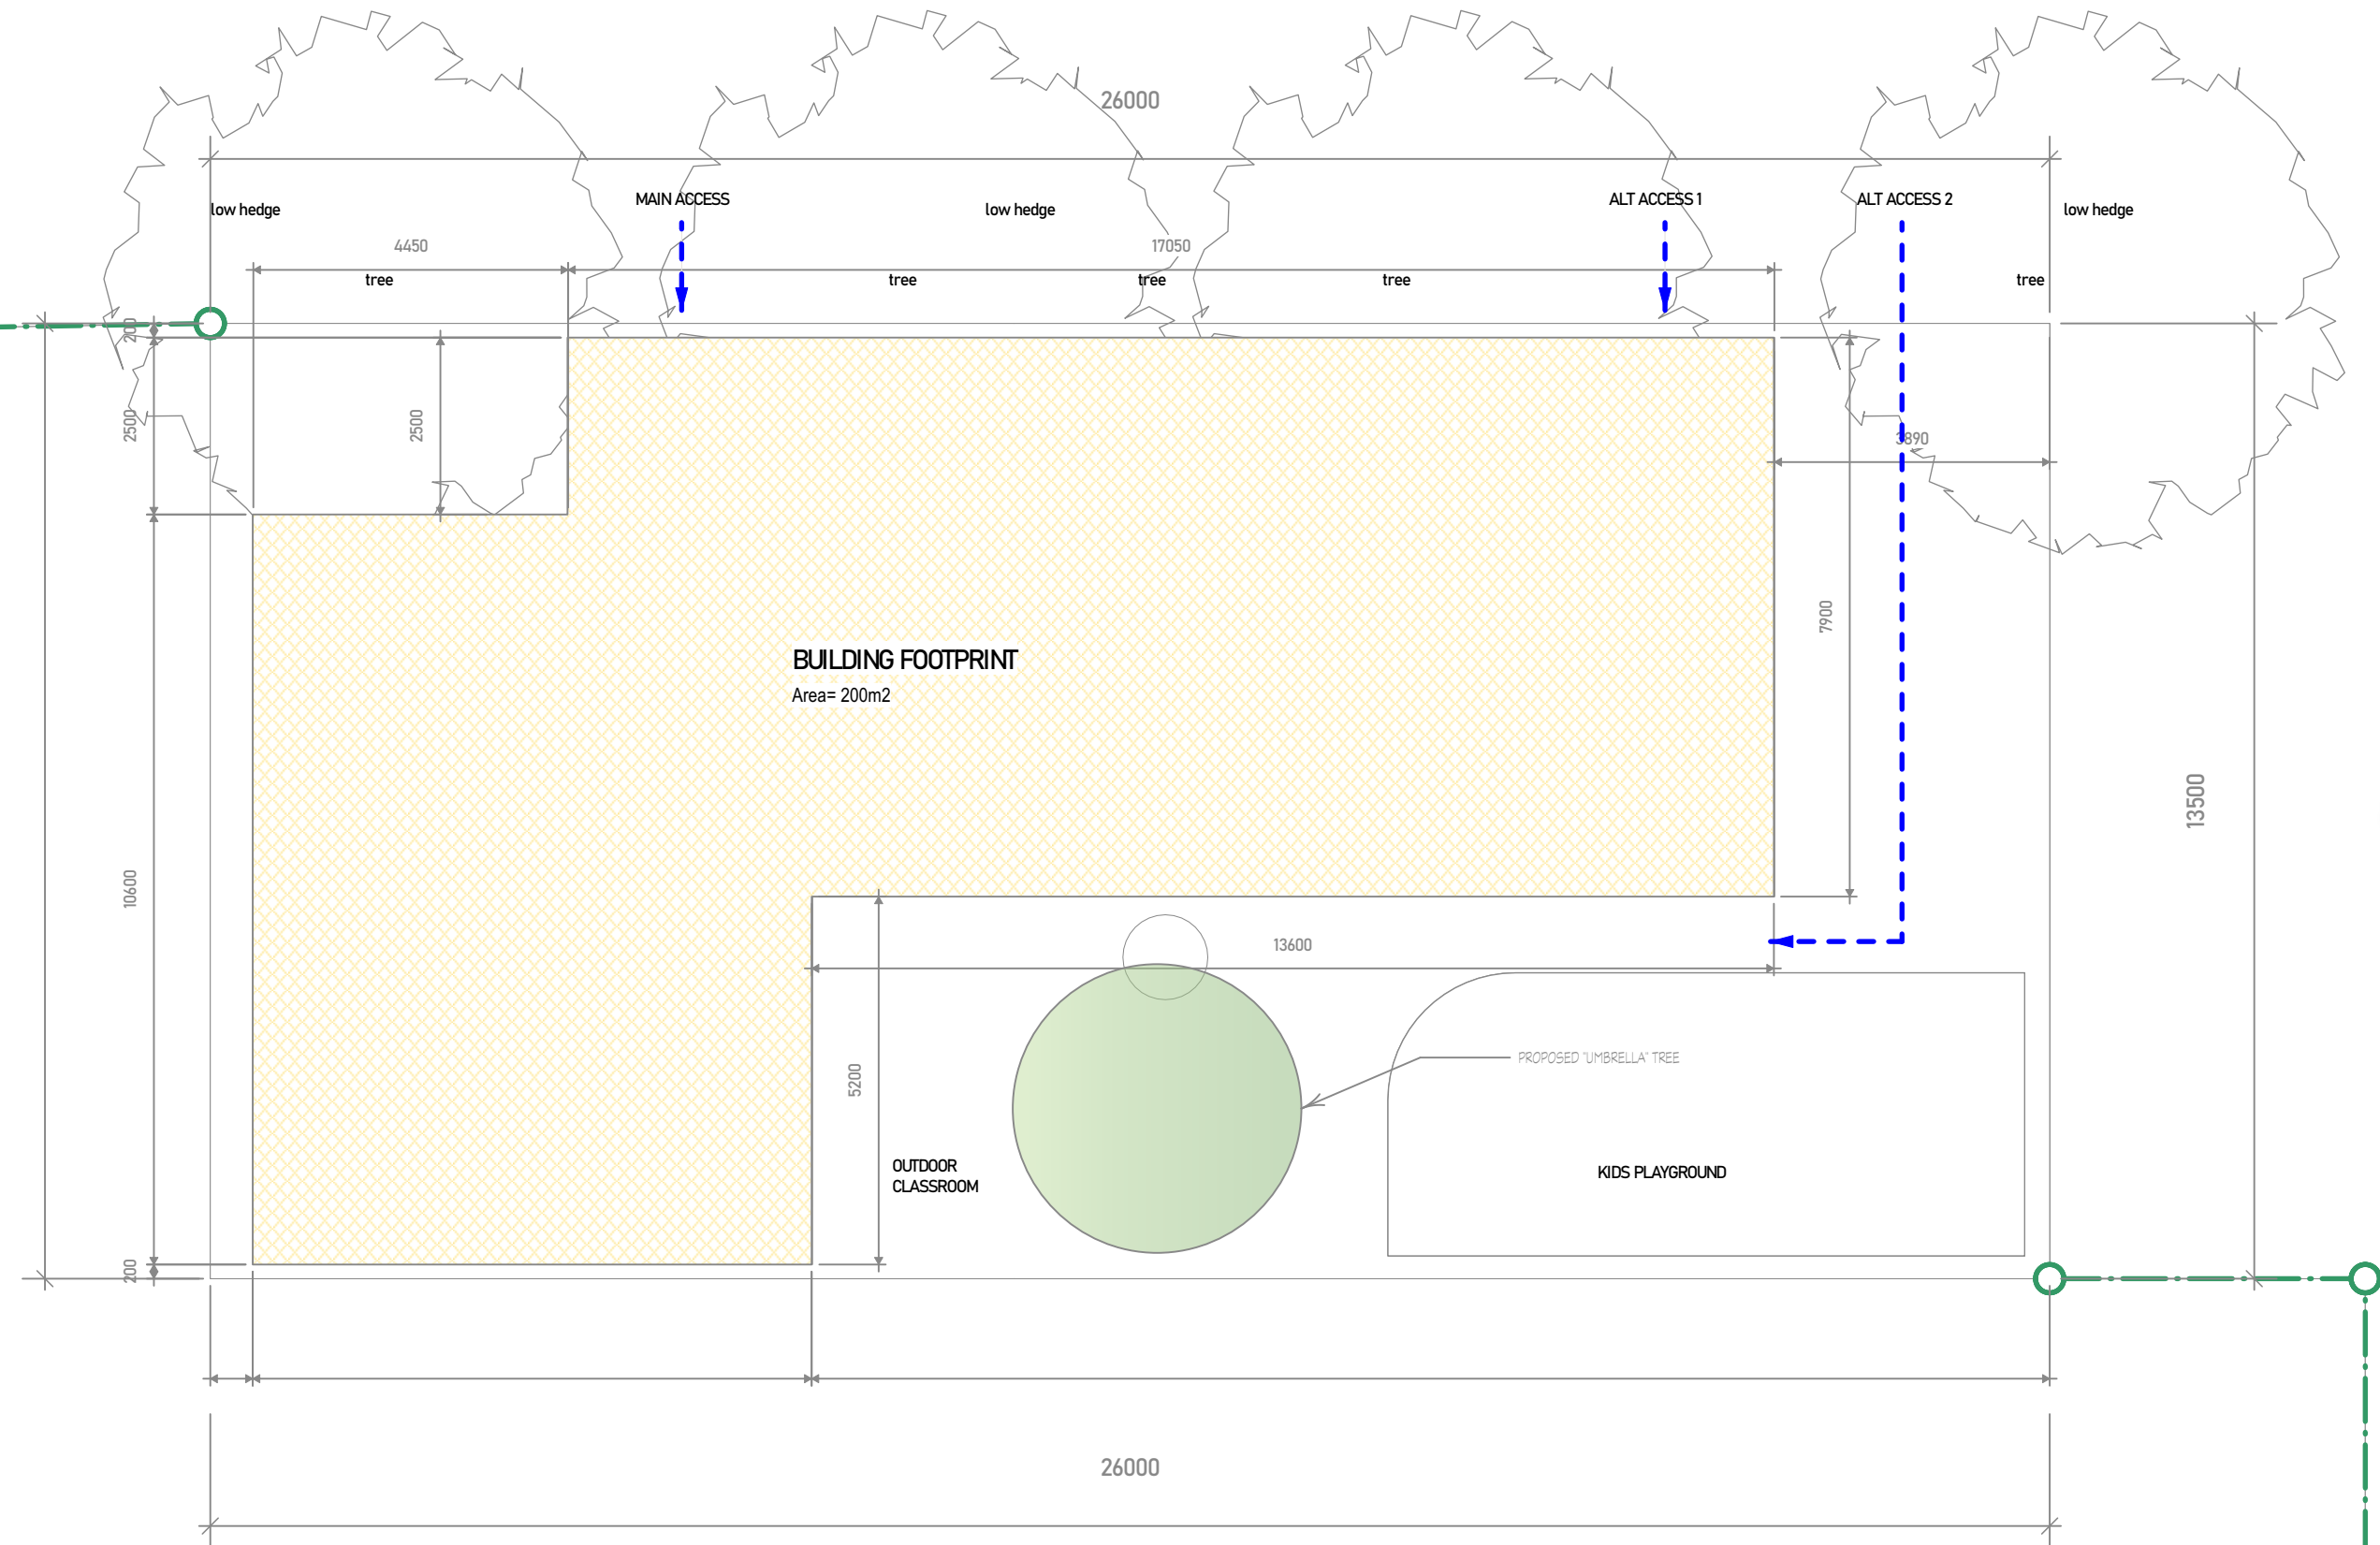 26000
MAIN ACCESS
ALT ACCESS 1
ALT ACCESS 2
low hedge
low hedge
low hedge
4450
17050
tree
tree
tree
tree
tree
200
2500
2500
3890
7900
BUILDING FOOTPRINT
Area= 200m2
13500
10600
13600
5200
PROPOSED "UMBRELLA" TREE
OUTDOOR
CLASSROOM
KIDS PLAYGROUND
200
26000